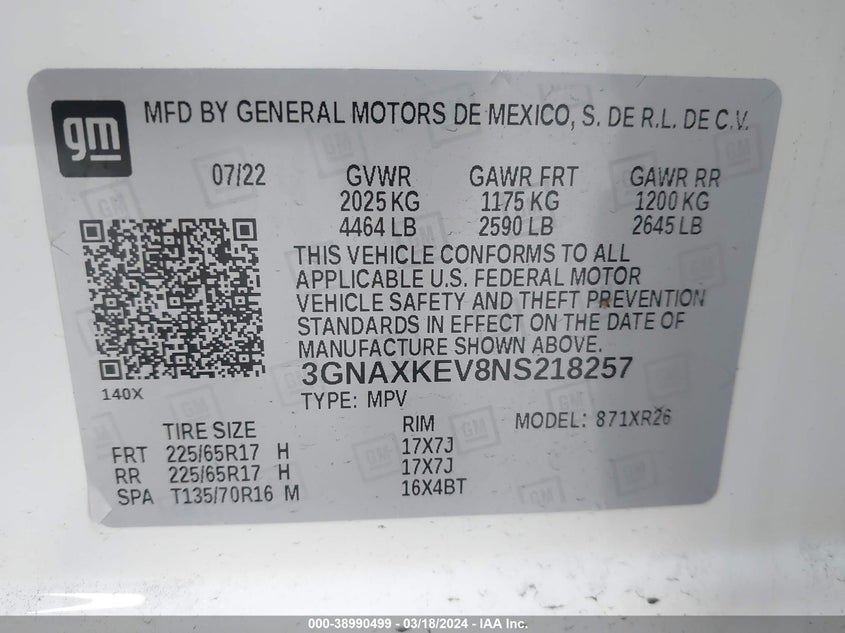 gm
MFD BY GENERAL MOTORS DE MEXICO, S. DE R.L. DE C.V.
07/22 GVWR GAWR FRT GAWR RR
2025 KG 1175 KG 1200 KG
4464 LB 2590 LB 2645 LB
THIS VEHICLE CONFORMS TO ALL
APPLICABLE U.S. FEDERAL MOTOR
VEHICLE SAFETY AND THEFT PREVENTION
STANDARDS IN EFFECT ON THE DATE OF
MANUFACTURE SHOWN ABOVE.
140X
3GNAXKEV8NS218257
TYPE: MPV MODEL: 871XR26
TIRE SIZE RIM
FRT 225/65R17 H 17X7J
RR 225/65R17 H 17X7J
SPA T135/70R16 M 16X4BT
000-38990499 - 03/18/2024 - IAA Inc.